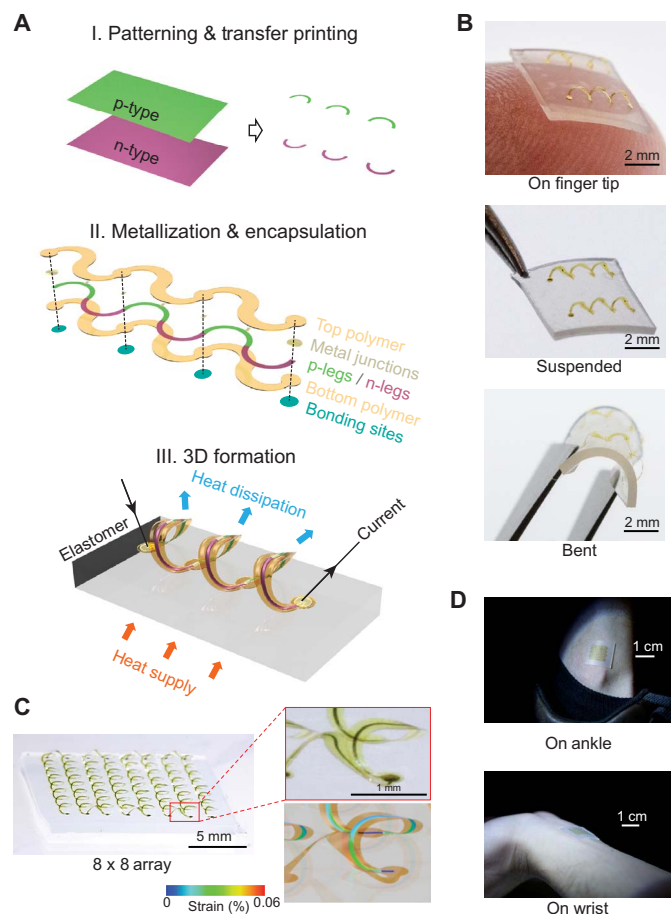 A
I. Patterning & transfer printing
p-type
n-type
II. Metallization & encapsulation
Top polymer
Metal junctions
p-legs / n-legs
Bottom polymer
Bonding sites
III. 3D formation
Heat dissipation
Elastomer
Current
Heat supply
B
2 mm
On finger tip
2 mm
Suspended
2 mm
Bent
C
5 mm
8 x 8 array
1 mm
0
0.06
Strain (%)
D
1 cm
On ankle
1 cm
On wrist